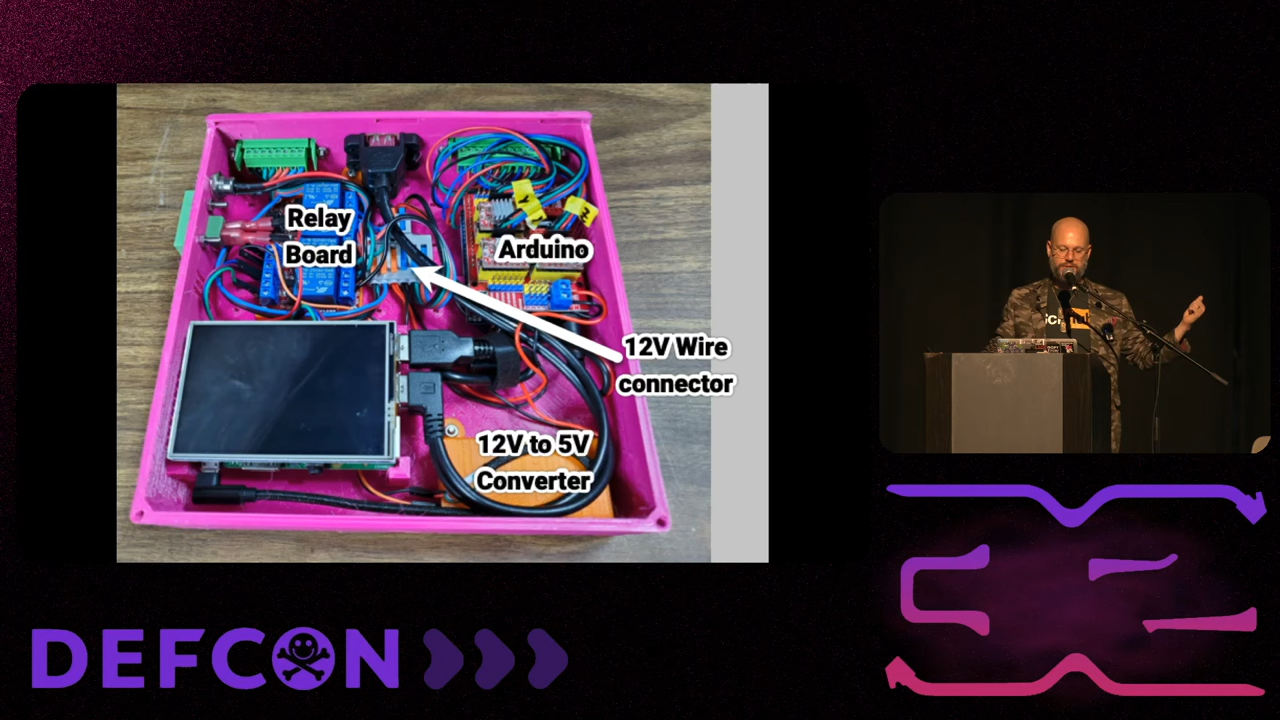 Relay
Board
Arduino
12V Wire
connector
12V to 5V
Converter
DEFCON